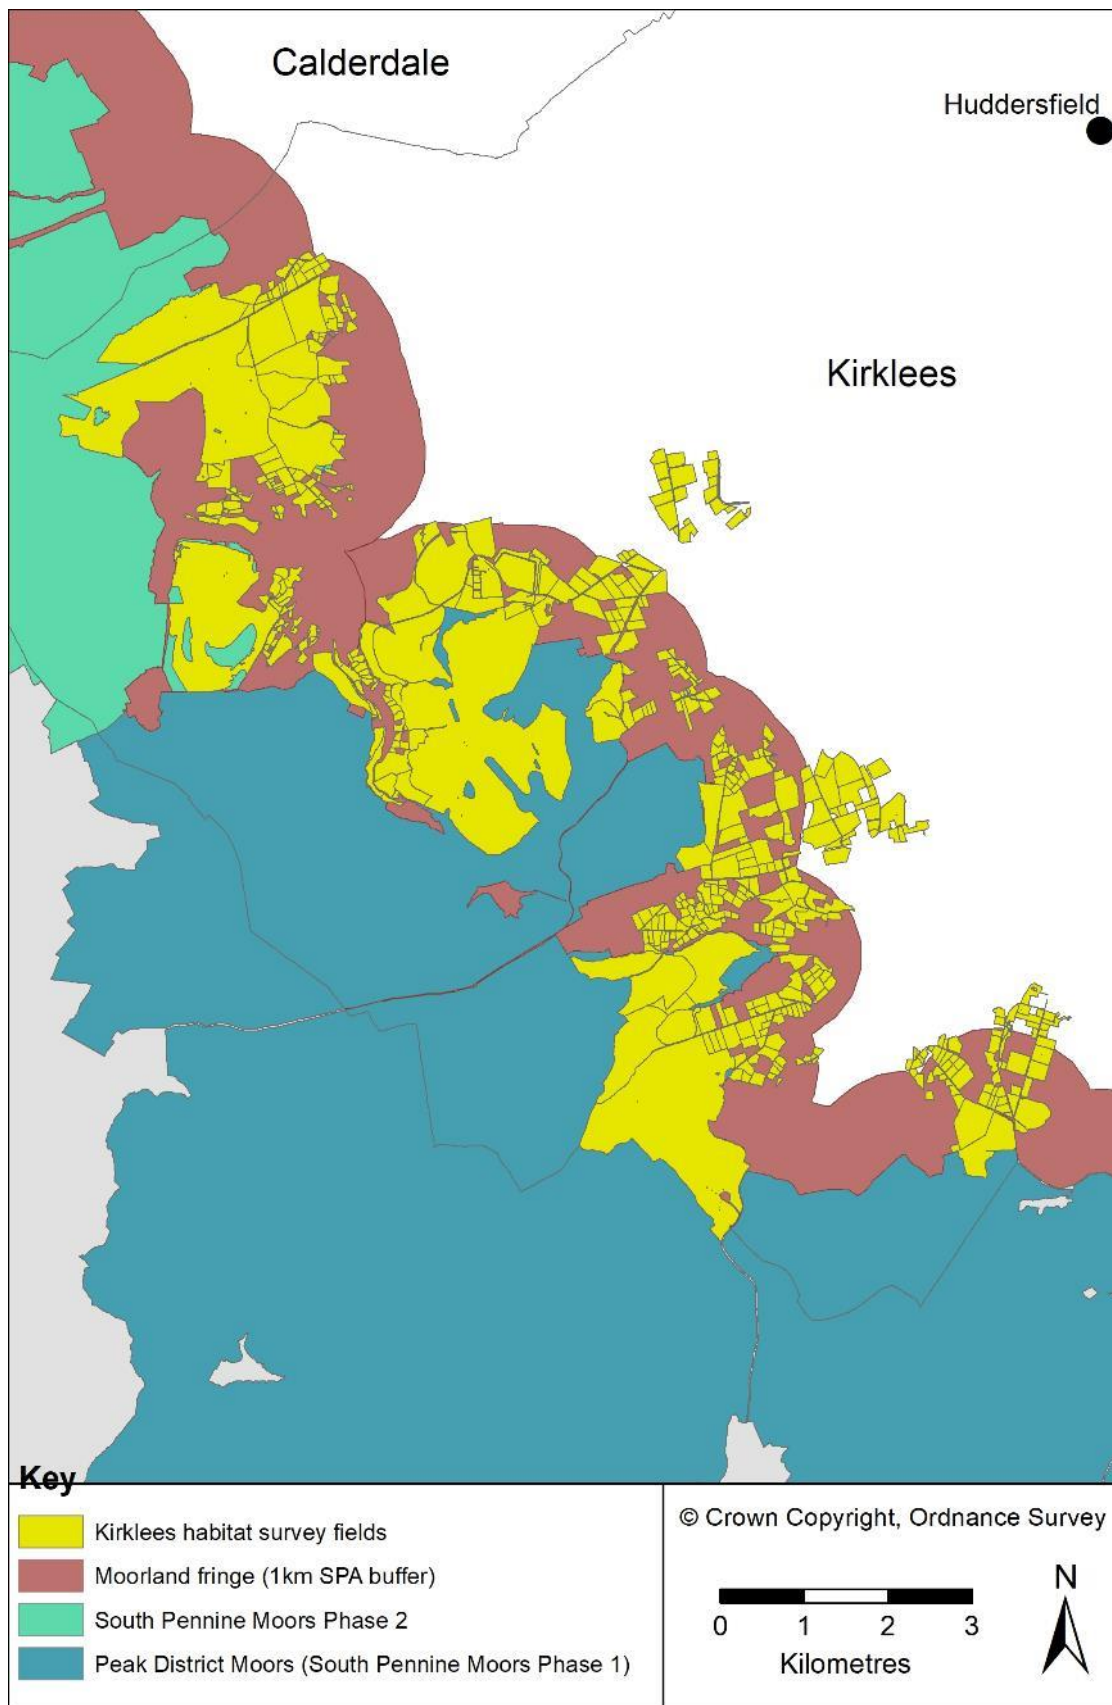 Calderdale
Huddersfield
Kirklees
Key
Kirklees habitat survey fields
Moorland fringe (1km SPA buffer)
South Pennine Moors Phase 2
Peak District Moors (South Pennine Moors Phase 1)
© Crown Copyright, Ordnance Survey
N
0 1 2 3
Kilometres